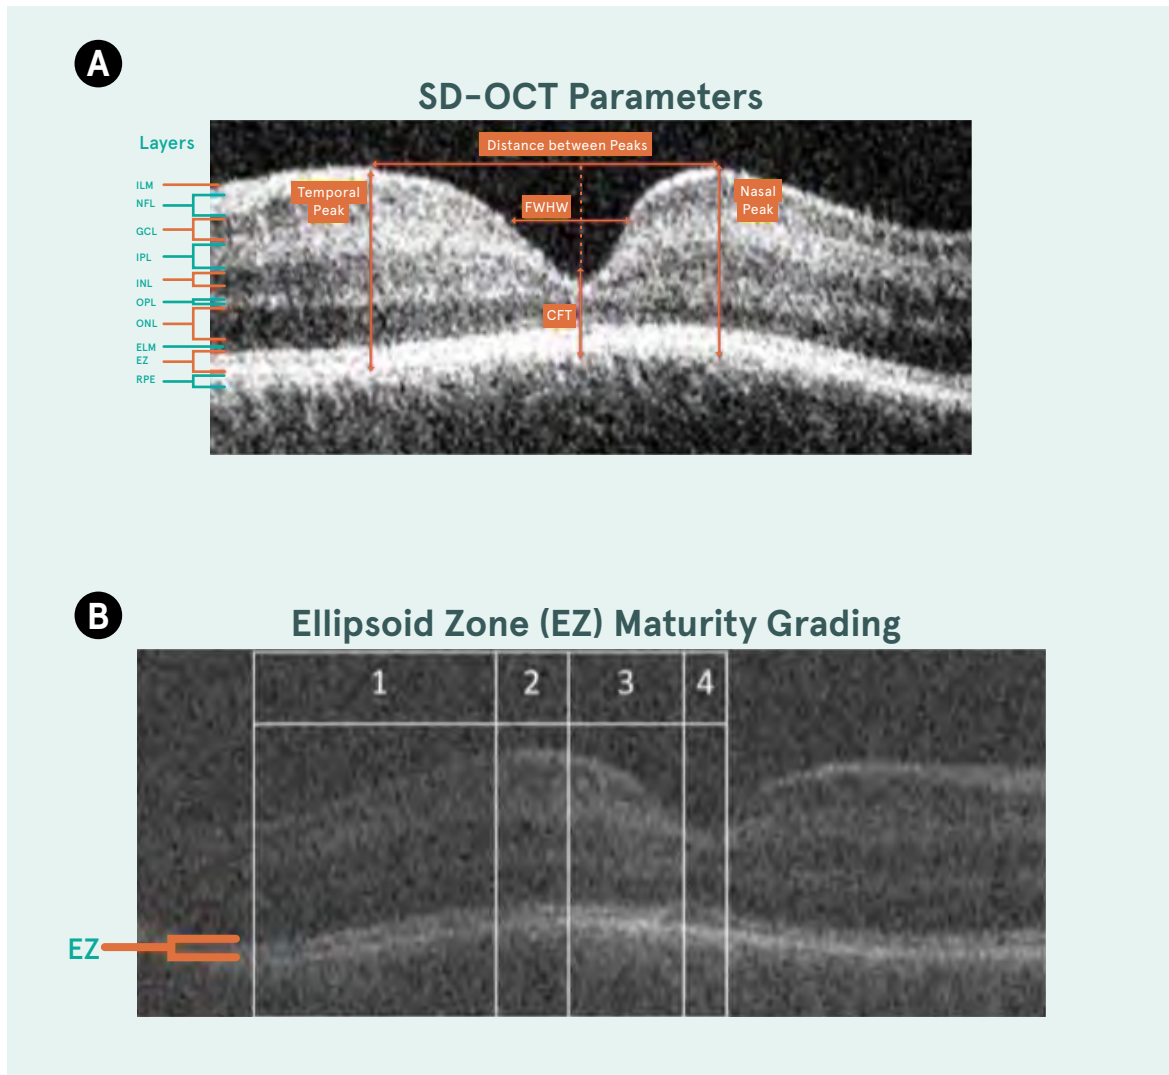 A
SD-OCT Parameters
Layers
Distance between Peaks
ILM
NFL
GCL
IPL
INL
OPL
ONL
ELM
EZ
RPE
Temporal
Peak
FWHW
Nasal
Peak
CFT
B
Ellipsoid Zone (EZ) Maturity Grading
1 2 3 4
EZ